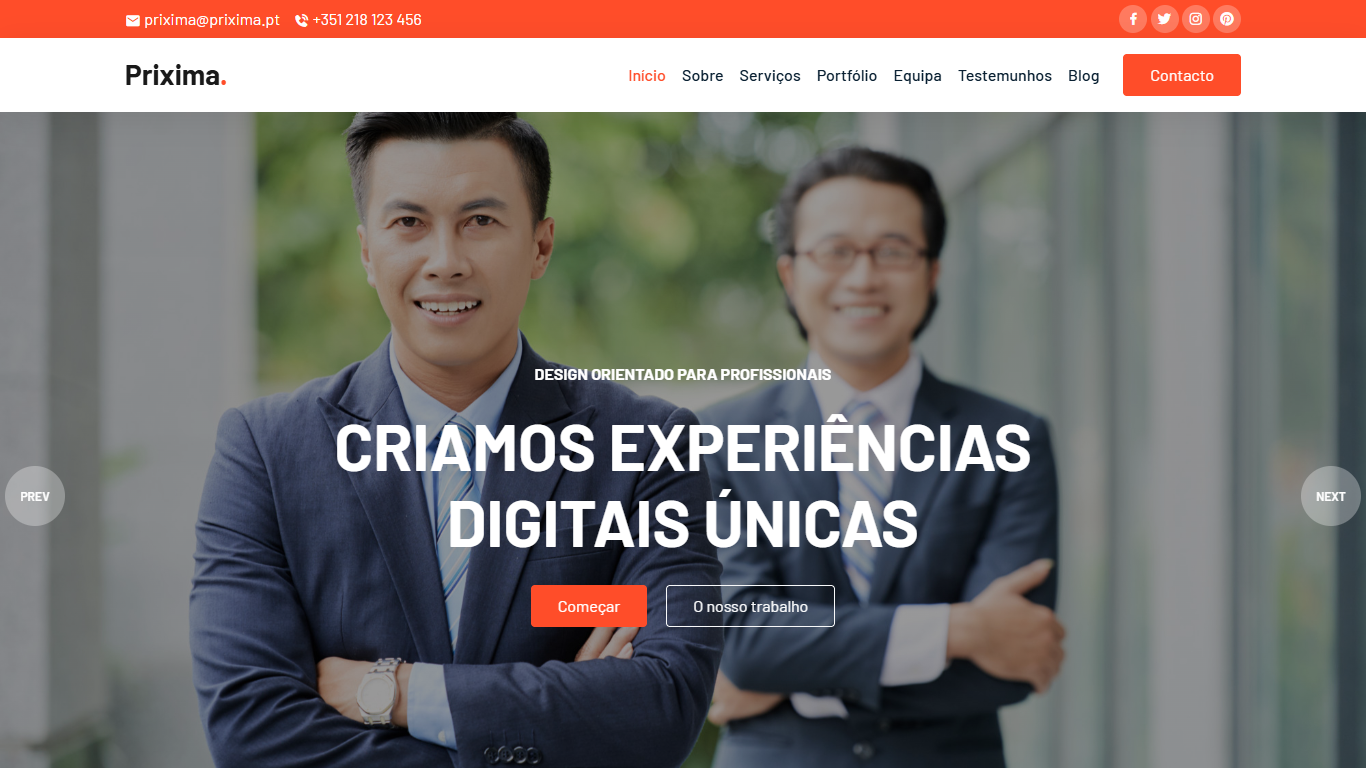 prixima@prixima.pt +351 218 123 456
Prixima.
Início Sobre Serviços Portfólio Equipa Testemunhos Blog Contacto
DESIGN ORIENTADO PARA PROFISSIONAIS
CRIAMOS EXPERIÊNCIAS
DIGITAIS ÚNICAS
PREV
NEXT
Começar O nosso trabalho